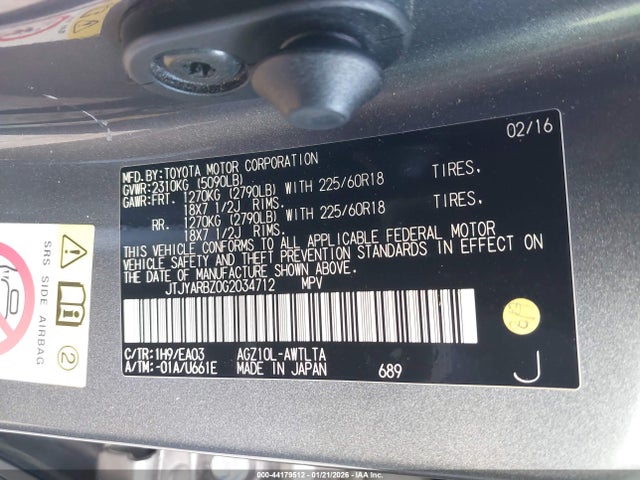 02/16
MFD. BY: TOYOTA MOTOR CORPORATION
GVWR: 2310KG (5090LB)
GAWR: FRT. 1270KG (2790LB) WITH 225/60R18 TIRES,
18X7 1/2J RIMS.
RR. 1270KG (2790LB) WITH 225/60R18 TIRES,
18X7 1/2J RIMS.
THIS VEHICLE CONFORMS TO ALL APPLICABLE FEDERAL MOTOR
VEHICLE SAFETY AND THEFT PREVENTION STANDARDS IN EFFECT ON
THE DATE OF MANUFACTURE SHOWN ABOVE.
JTJYARBZ0G2034712 MPV
C/TR: 1H9/EA03 AGZ10L-AWTLTA
A/TM: -01A/U661E MADE IN JAPAN 689
J
SRS SIDE AIRBAG
2
000-44179512 - 01/21/2026 - © IAA Inc.